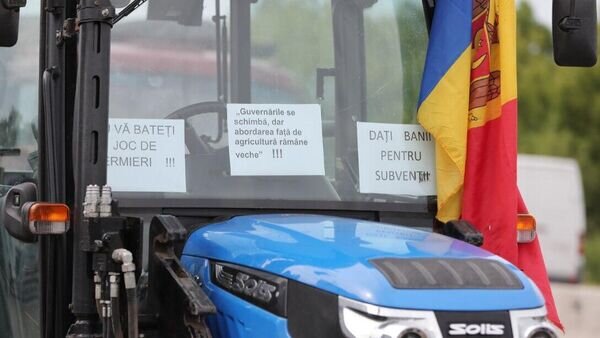 VĂ BATEȚI
JOC DE
FERMIERI !!!
„Guvernările se
schimbă, dar
abordarea față de
agricultură rămâne
veche” !!!
DAȚI BANII
PENTRU
SUBVENȚII
Solis
Solis